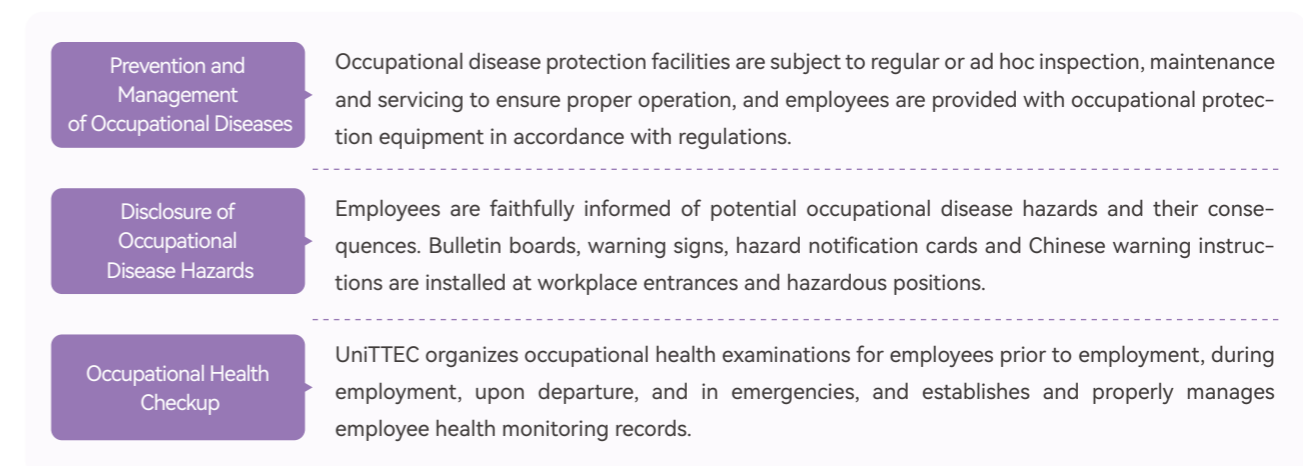 Prevention and
Management
of Occupational Diseases
Occupational disease protection facilities are subject to regular or ad hoc inspection, maintenance
and servicing to ensure proper operation, and employees are provided with occupational protec-
tion equipment in accordance with regulations.
Disclosure of
Occupational
Disease Hazards
Employees are faithfully informed of potential occupational disease hazards and their conse-
quences. Bulletin boards, warning signs, hazard notification cards and Chinese warning instruc-
tions are installed at workplace entrances and hazardous positions.
Occupational Health
Checkup
UniTTEC organizes occupational health examinations for employees prior to employment, during
employment, upon departure, and in emergencies, and establishes and properly manages
employee health monitoring records.